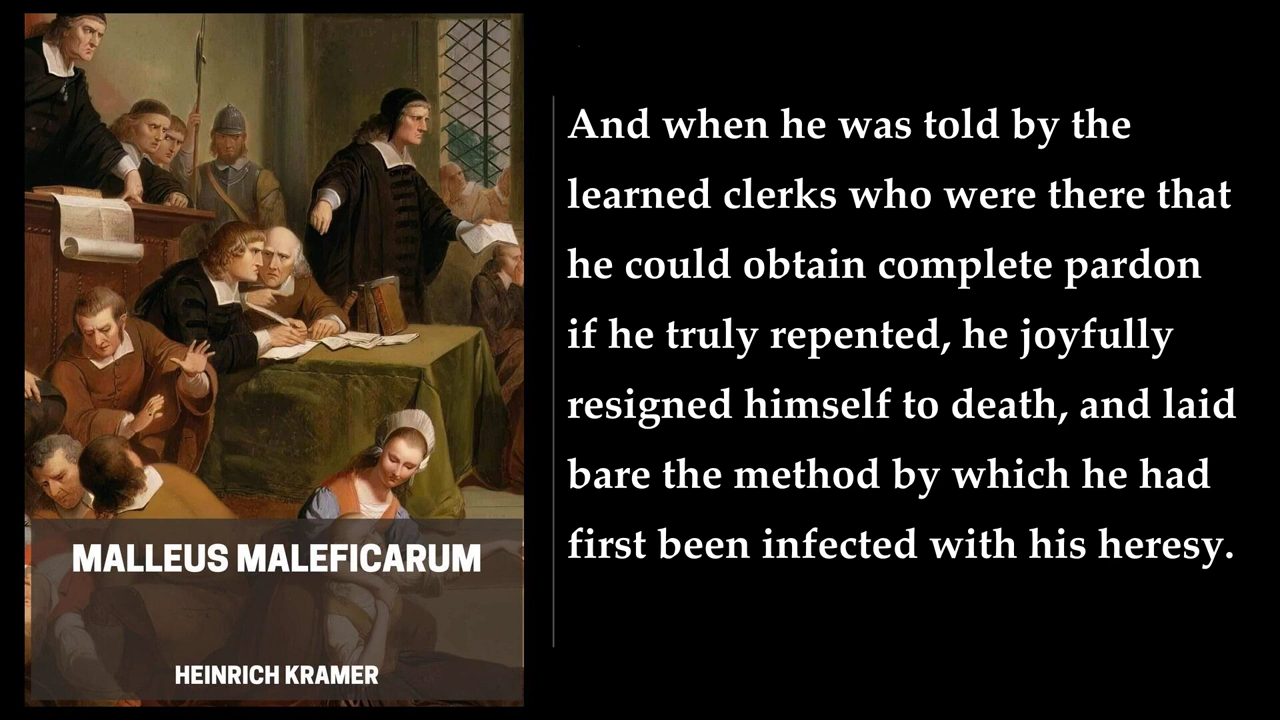 MALLEUS MALEFICARUM
HEINRICH KRAMER
And when he was told by the
learned clerks who were there that
he could obtain complete pardon
if he truly repented, he joyfully
resigned himself to death, and laid
bare the method by which he had
first been infected with his heresy.